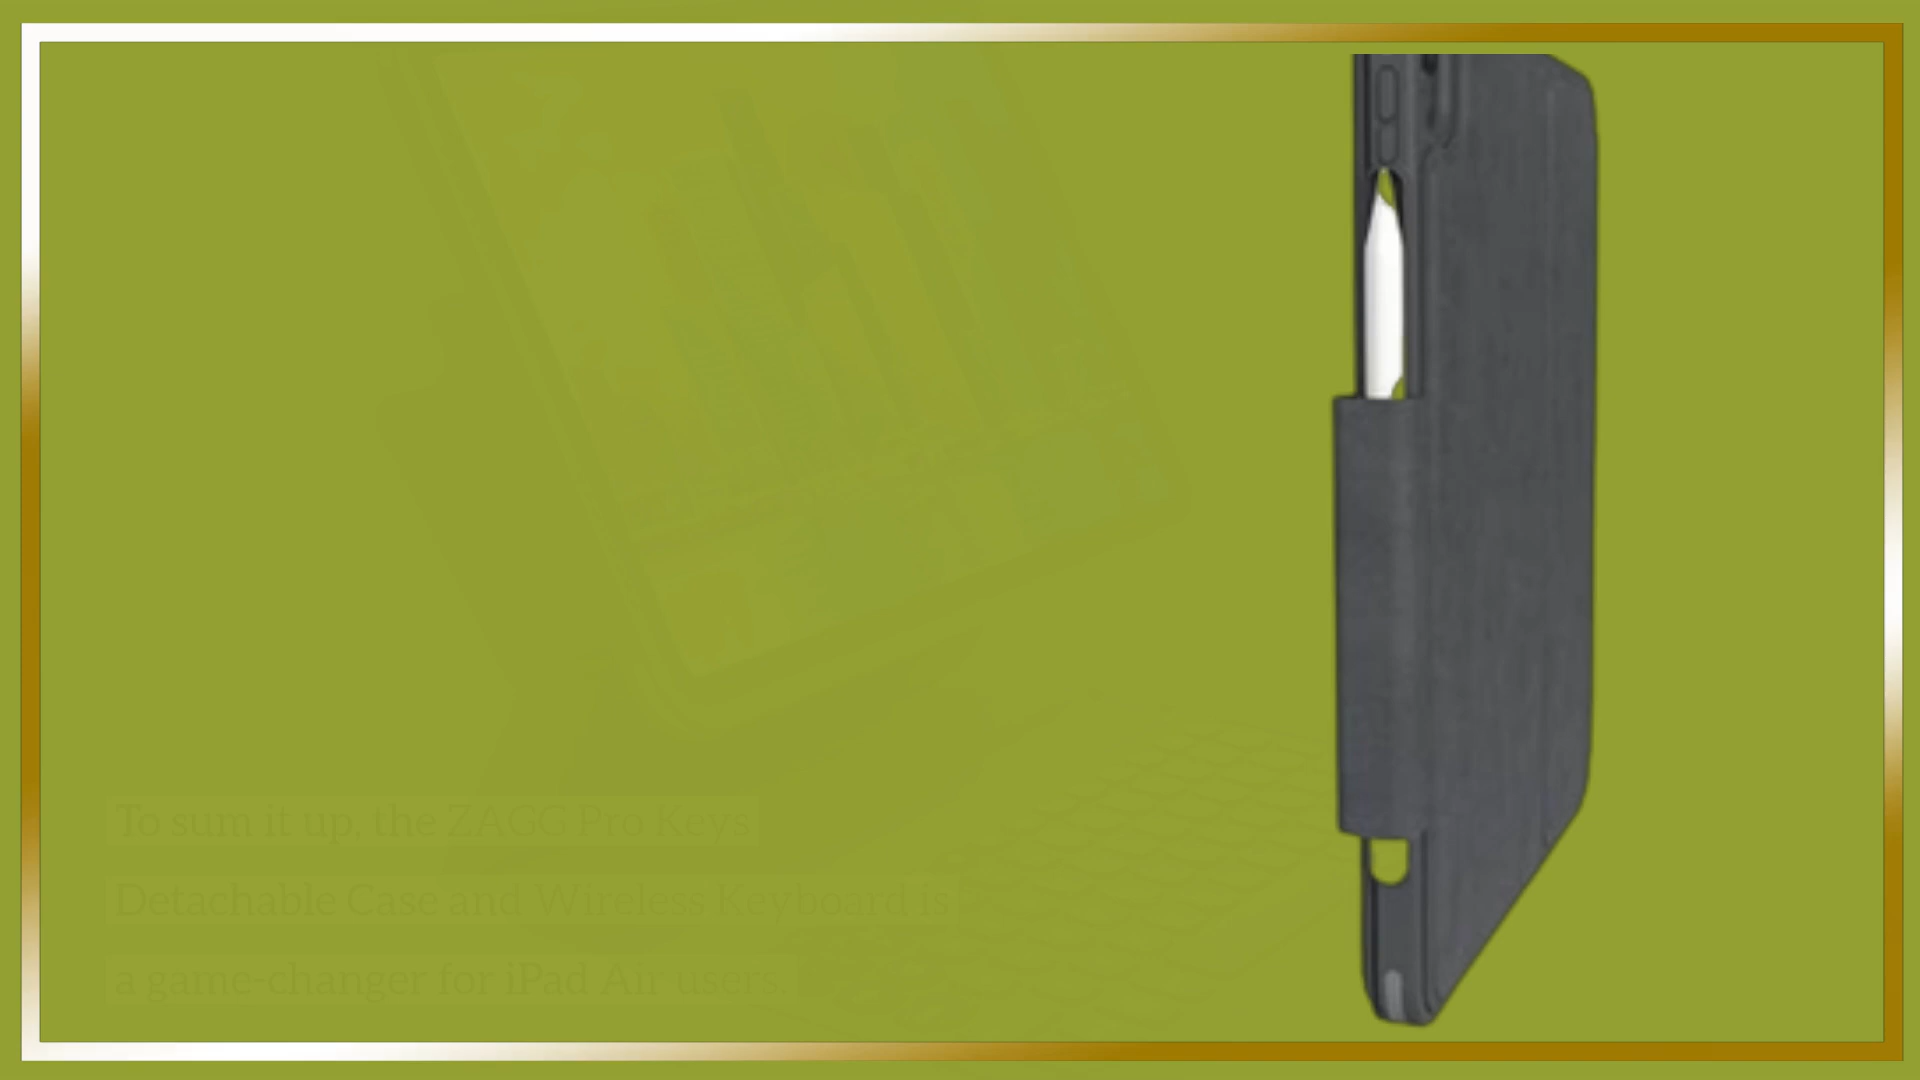 To sum it up, the ZAGG Pro Keys
Detachable Case and Wireless Keyboard is
a game-changer for iPad Air users.